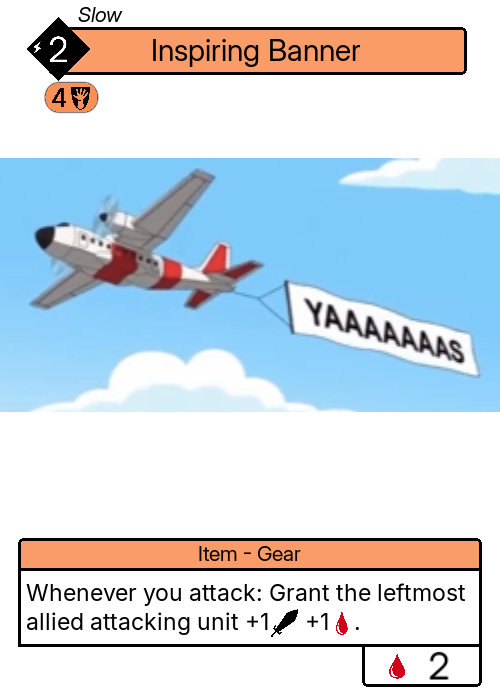 Slow
2
Inspiring Banner
4
YAAAAAAAS
Item - Gear
Whenever you attack: Grant the leftmost
allied attacking unit +1 +1 .
2